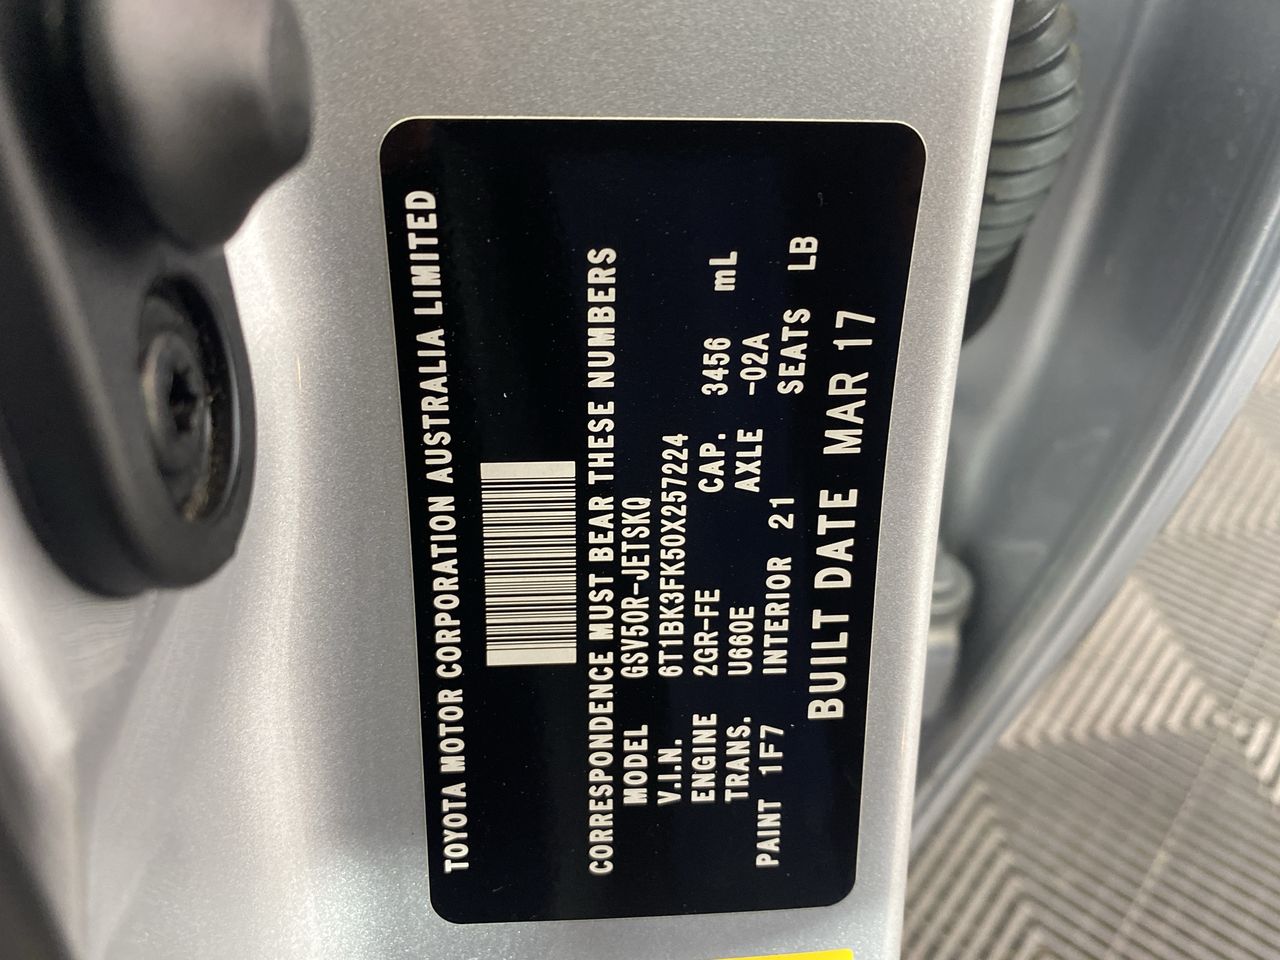 TOYOTA MOTOR CORPORATION AUSTRALIA LIMITED
CORRESPONDENCE MUST BEAR THESE NUMBERS
MODEL GSV50R-JETSKQ
V.I.N. 6T1BK3FK50X257224
ENGINE 2GR-FE CAP. 3456 mL
TRANS. U660E AXLE -02A
PAINT 1F7 INTERIOR 21 SEATS LB
BUILT DATE MAR 17